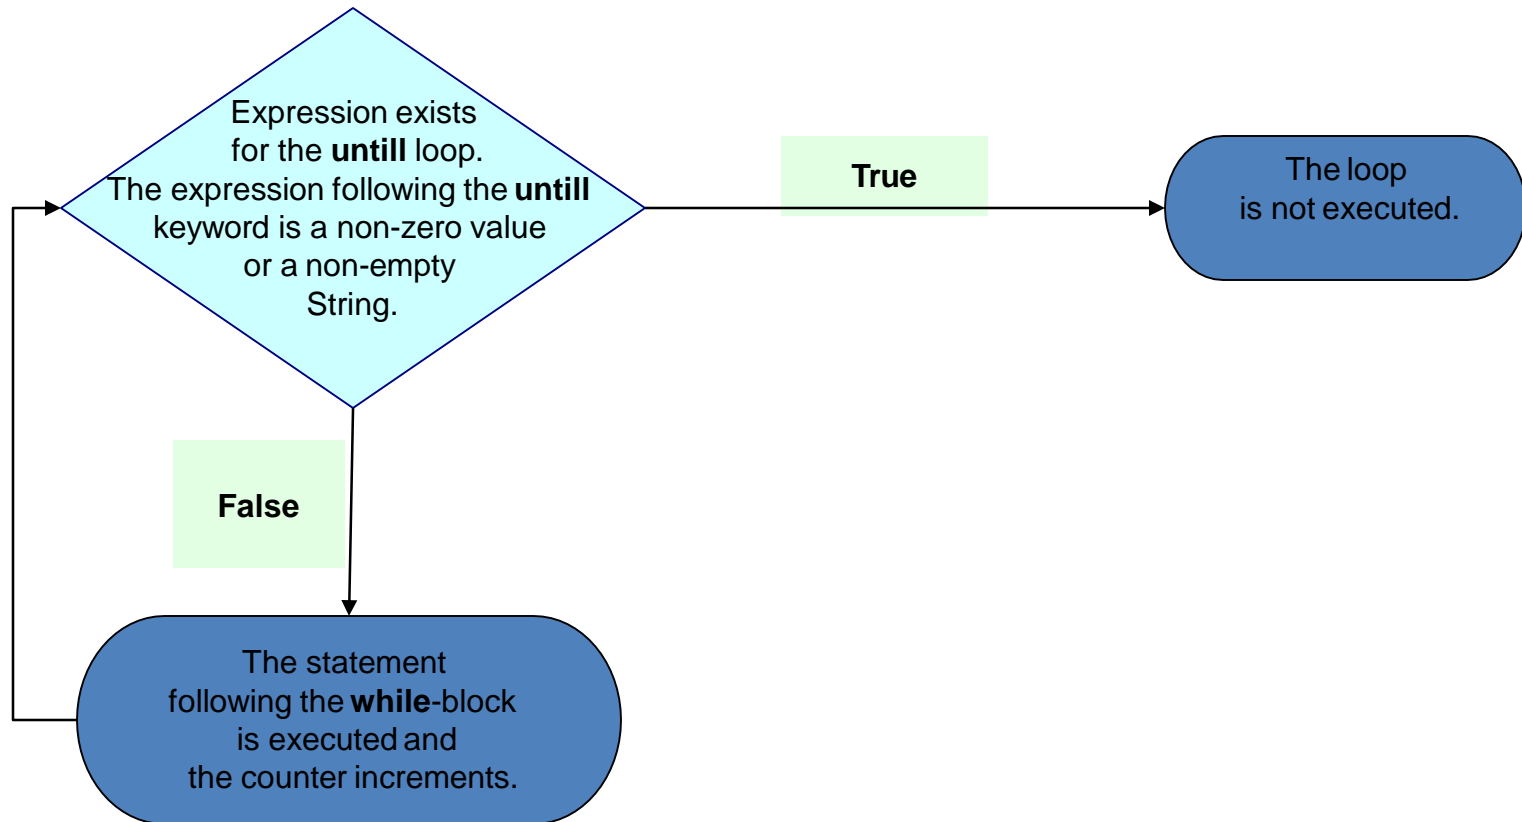 Expression exists
for the untill loop.
The expression following the untill
keyword is a non-zero value
or a non-empty
String.
True
The loop
is not executed.
False
The statement
following the while-block
is executed and
the counter increments.